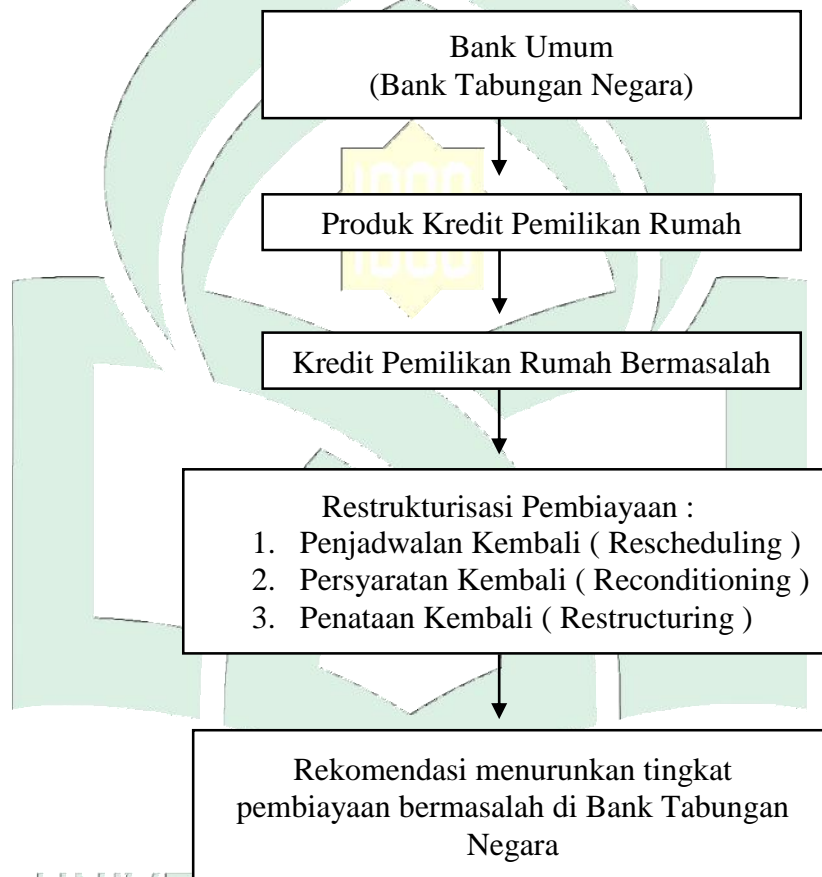 Bank Umum
(Bank Tabungan Negara)
Produk Kredit Pemilikan Rumah
Kredit Pemilikan Rumah Bermasalah
Restrukturisasi Pembiayaan :
1. Penjadwalan Kembali ( Rescheduling )
2. Persyaratan Kembali ( Reconditioning )
3. Penataan Kembali ( Restructuring )
Rekomendasi menurunkan tingkat
pembiayaan bermasalah di Bank Tabungan
Negara